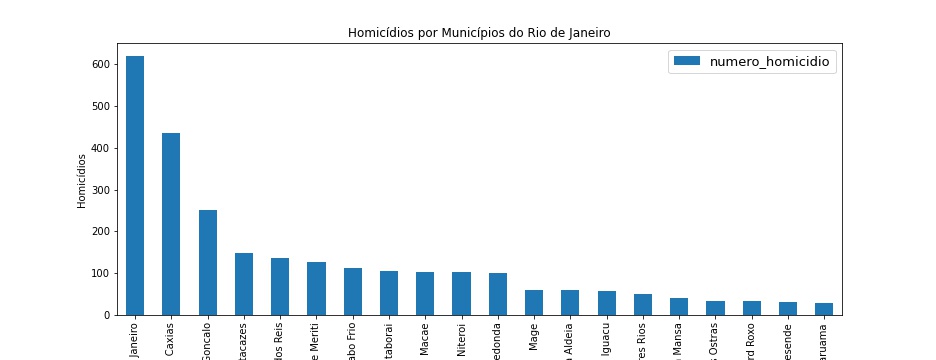 Homicídios por Municípios do Rio de Janeiro
numero_homicidio
Homicídios
600
500
400
300
200
100
0
Janeiro
Caxias
Goncalo
tacazes
los Reis
e Meriti
abo Frio
taborai
Macae
Niteroi
edonda
Mage
Aldeia
Iguacu
es Rios
Mansa
Ostras
rd Roxo
esende
aruama